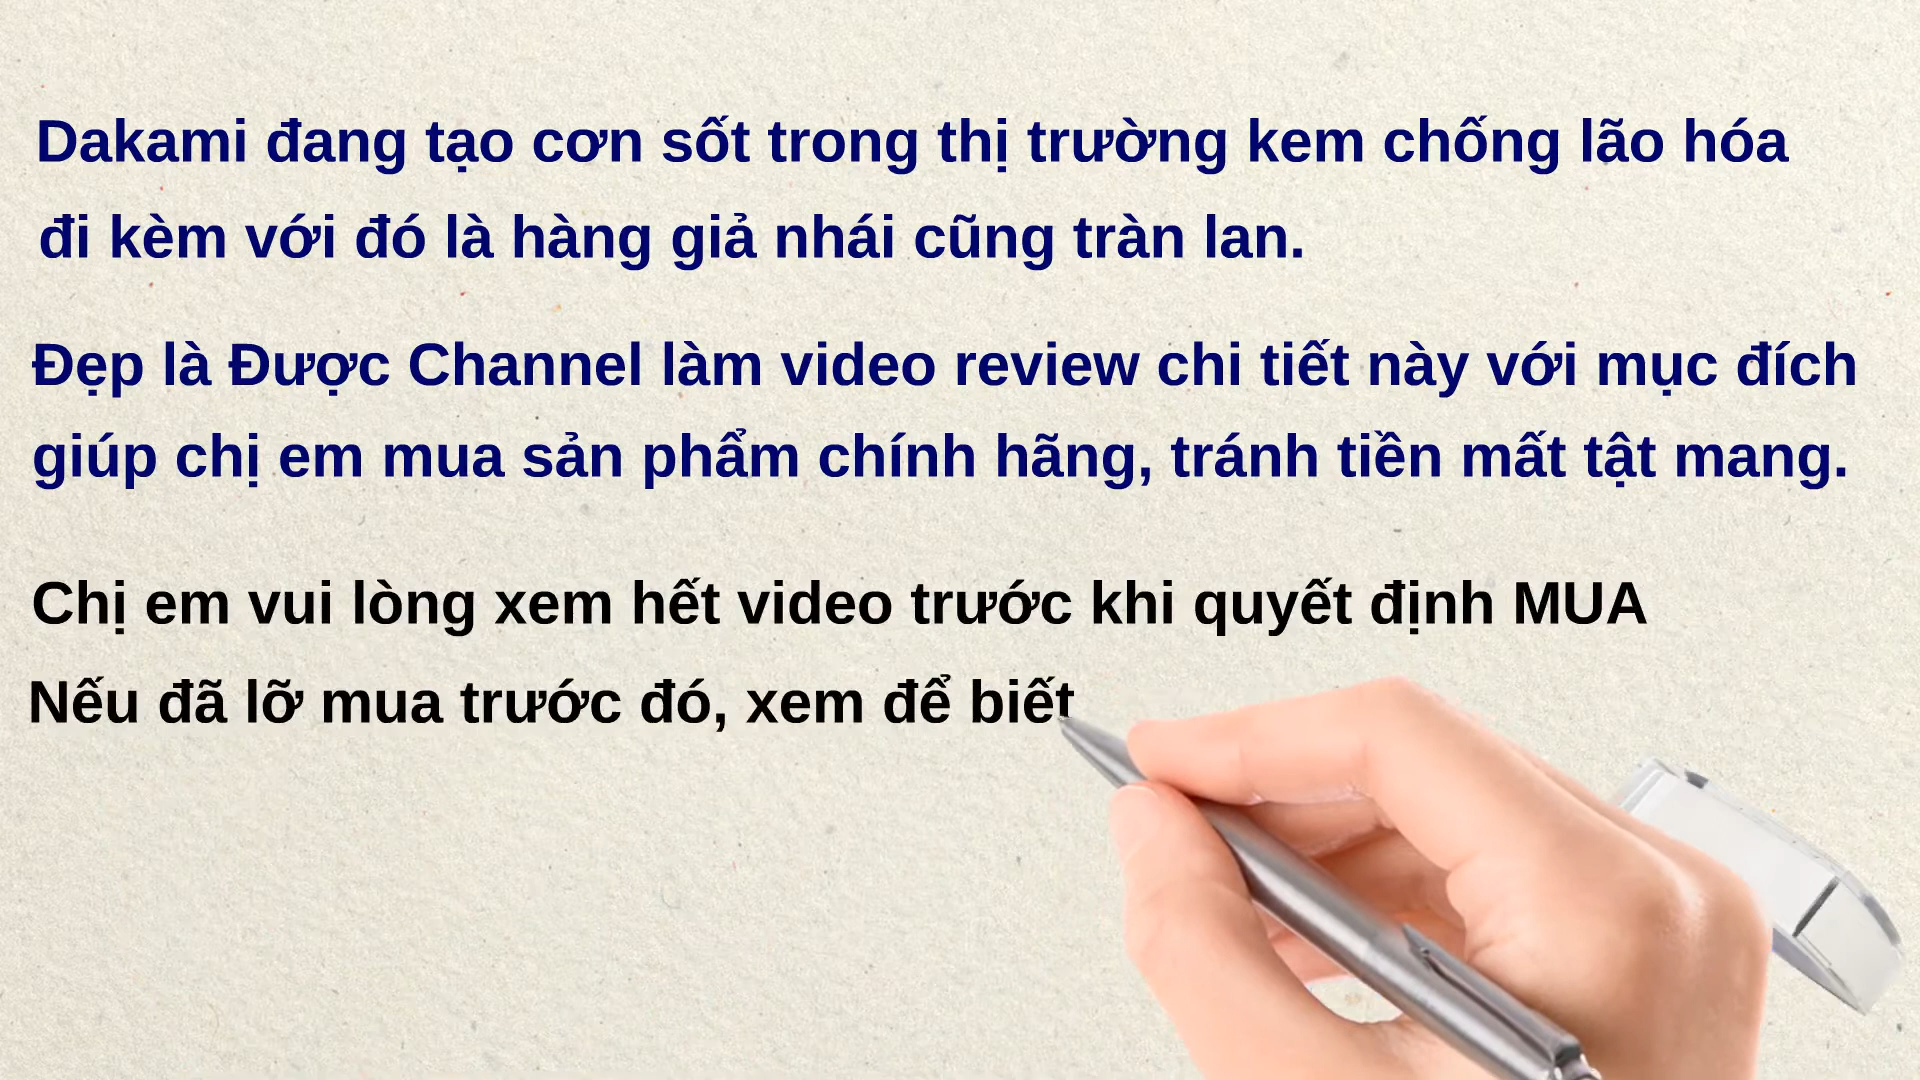 Dakami đang tạo cơn sốt trong thị trường kem chống lão hóa
đi kèm với đó là hàng giả nhái cũng tràn lan.
Đẹp là Được Channel làm video review chi tiết này với mục đích
giúp chị em mua sản phẩm chính hãng, tránh tiền mất tật mang.
Chị em vui lòng xem hết video trước khi quyết định MUA
Nếu đã lỡ mua trước đó, xem để biết